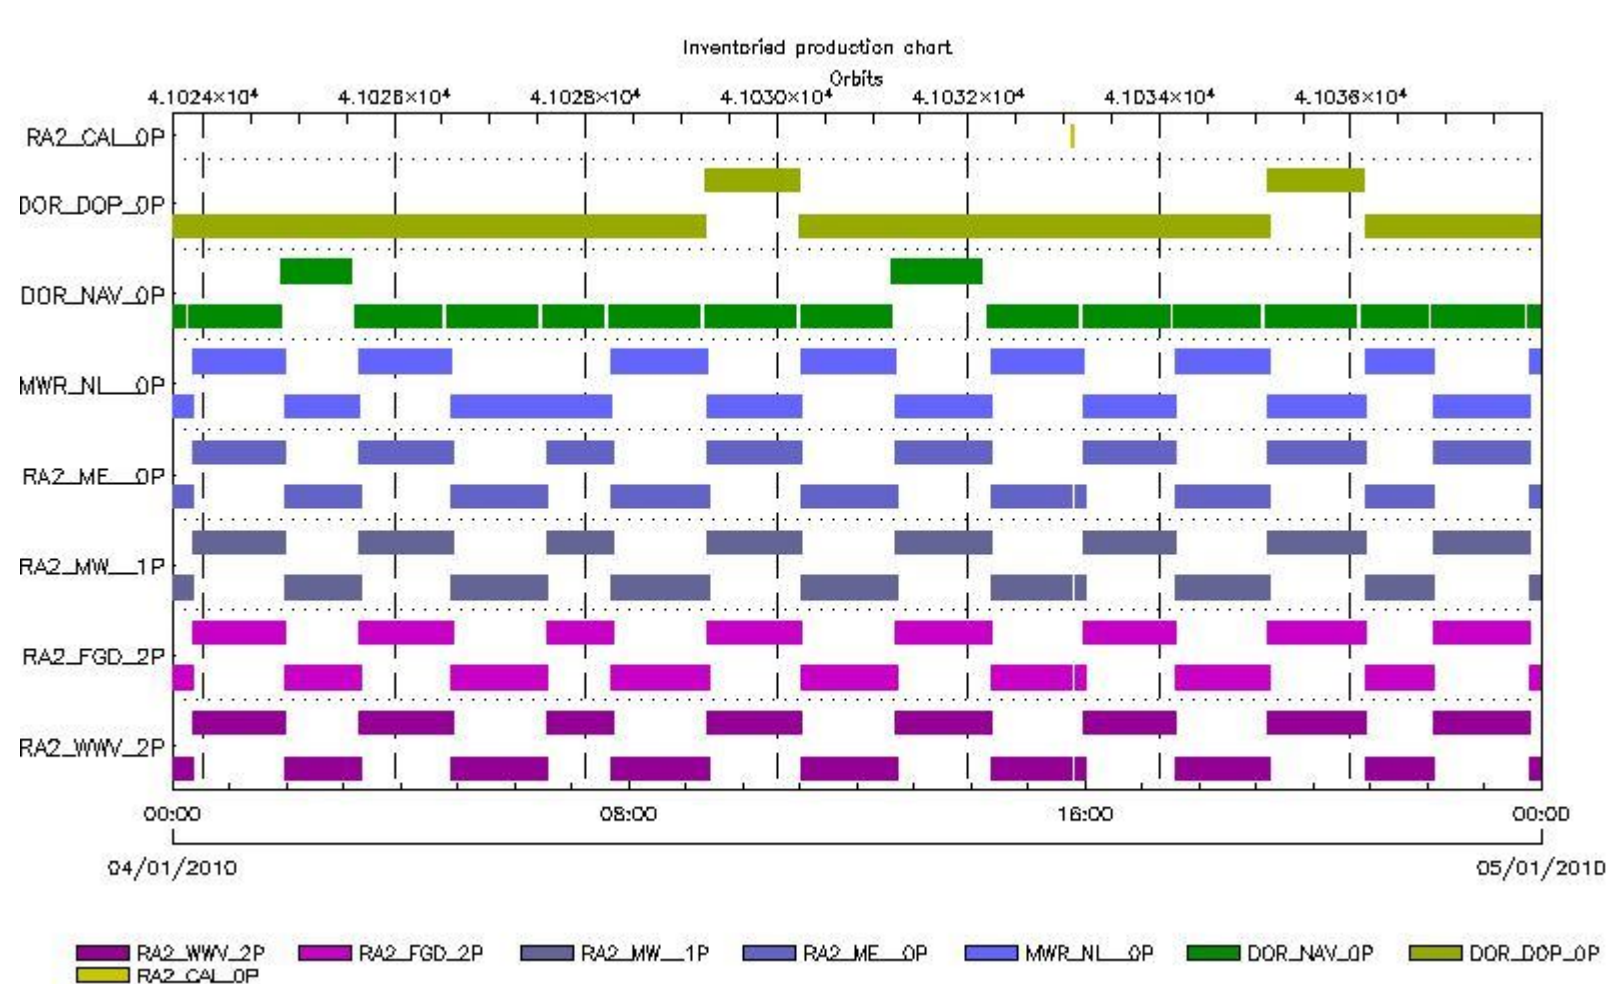 Inventoried production chart
Orbits
4.1024×10⁴ 4.1026×10⁴ 4.1028×10⁴ 4.1030×10⁴ 4.1032×10⁴ 4.1034×10⁴ 4.1036×10⁴
RA2_CAL_0P
DOR_DOP_0P
DOR_NAV_0P
MWR_NL__0P
RA2_ME__0P
RA2_MW__1P
RA2_FGD_2P
RA2_WWV_2P
00:00 08:00 16:00 00:00
04/01/2010 05/01/2010
RA2_WWV_2P RA2_FGD_2P RA2_MW__1P RA2_ME__0P MWR_NL__0P DOR_NAV_0P DOR_DOP_0P
RA2_CAL_0P